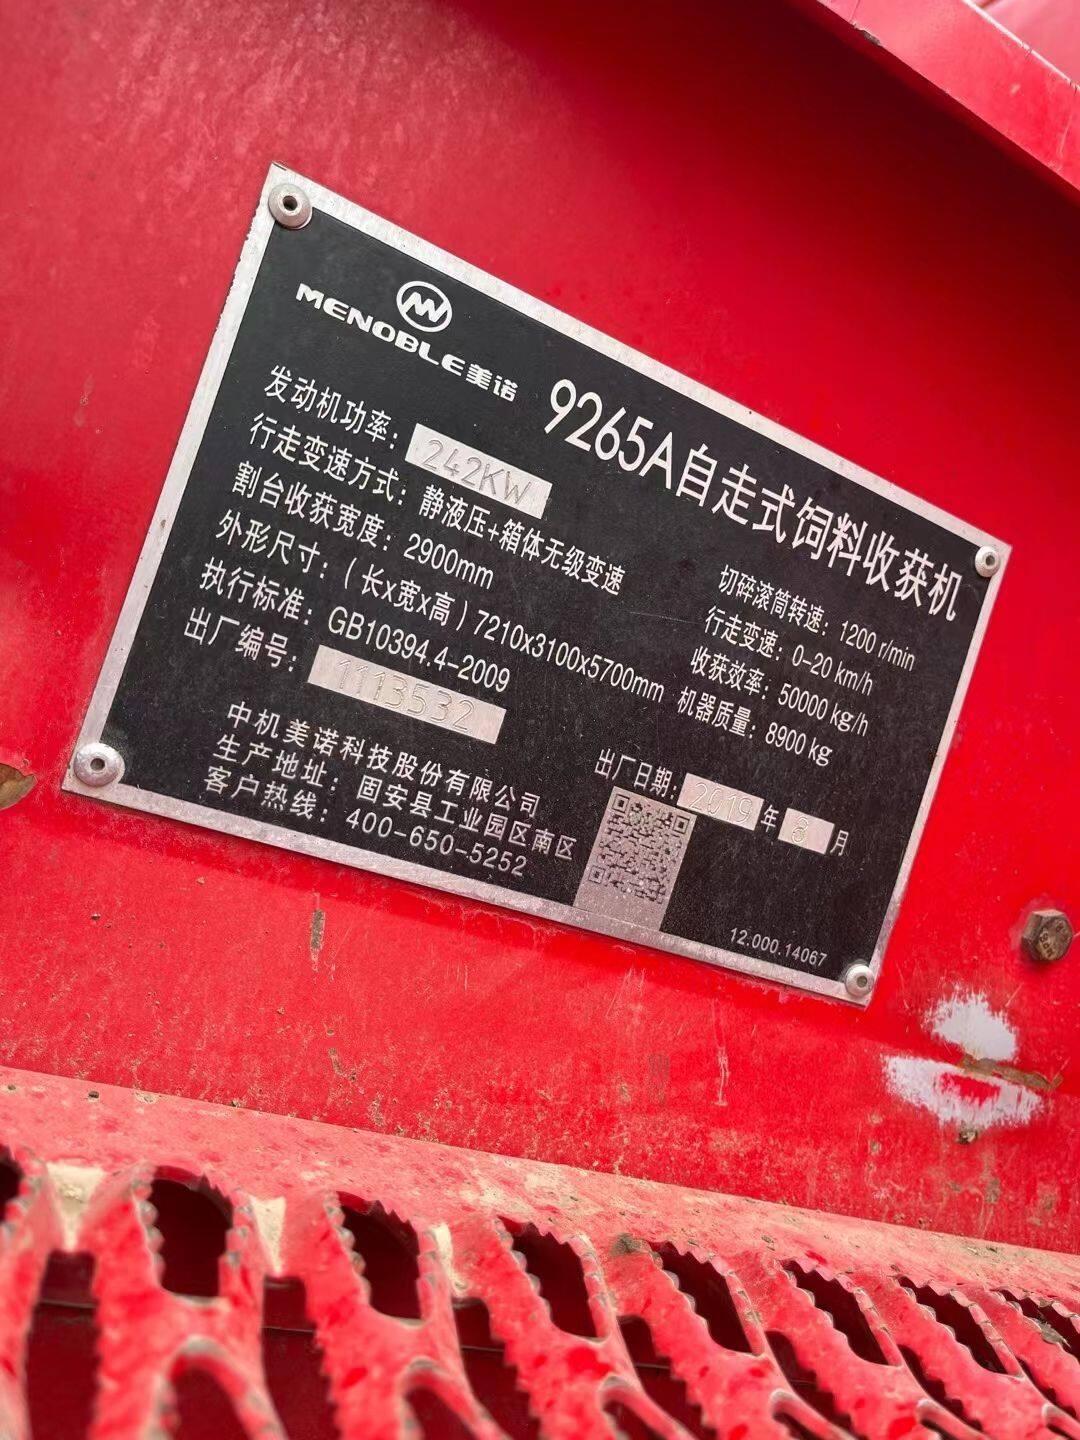 MENOBLE美诺
9265A自走式饲料收获机
发动机功率：242KW
行走变速方式：静液压+箱体无级变速
割台收获宽度：2900mm
外形尺寸：(长x宽x高) 7210x3100x5700mm
执行标准：GB10394.4-2009
出厂编号：1113532
切碎滚筒转速：1200 r/min
行走变速：0-20 km/h
收获效率：50000 kg/h
机器质量：8900 kg
出厂日期：2019年8月
中机美诺科技股份有限公司
生产地址：固安县工业园区南区
客户热线：400-650-5252
12.000.14067